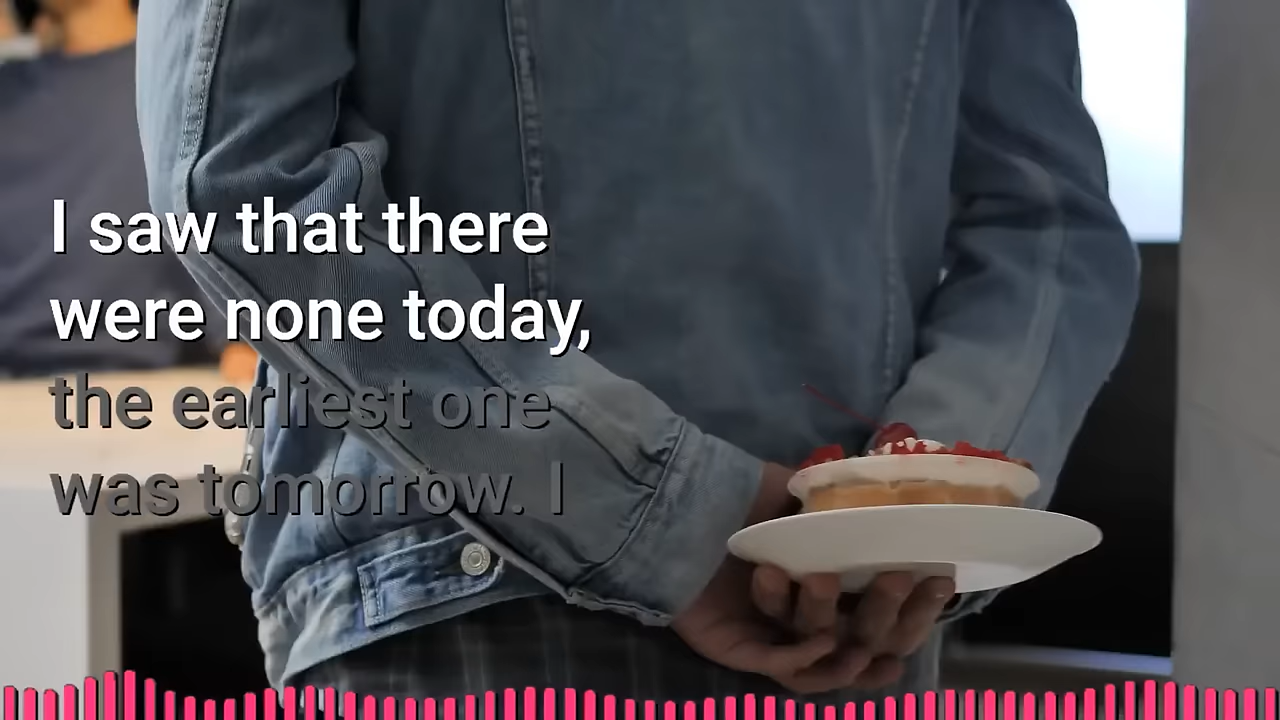 I saw that there
were none today,
the earliest one
was tomorrow. I